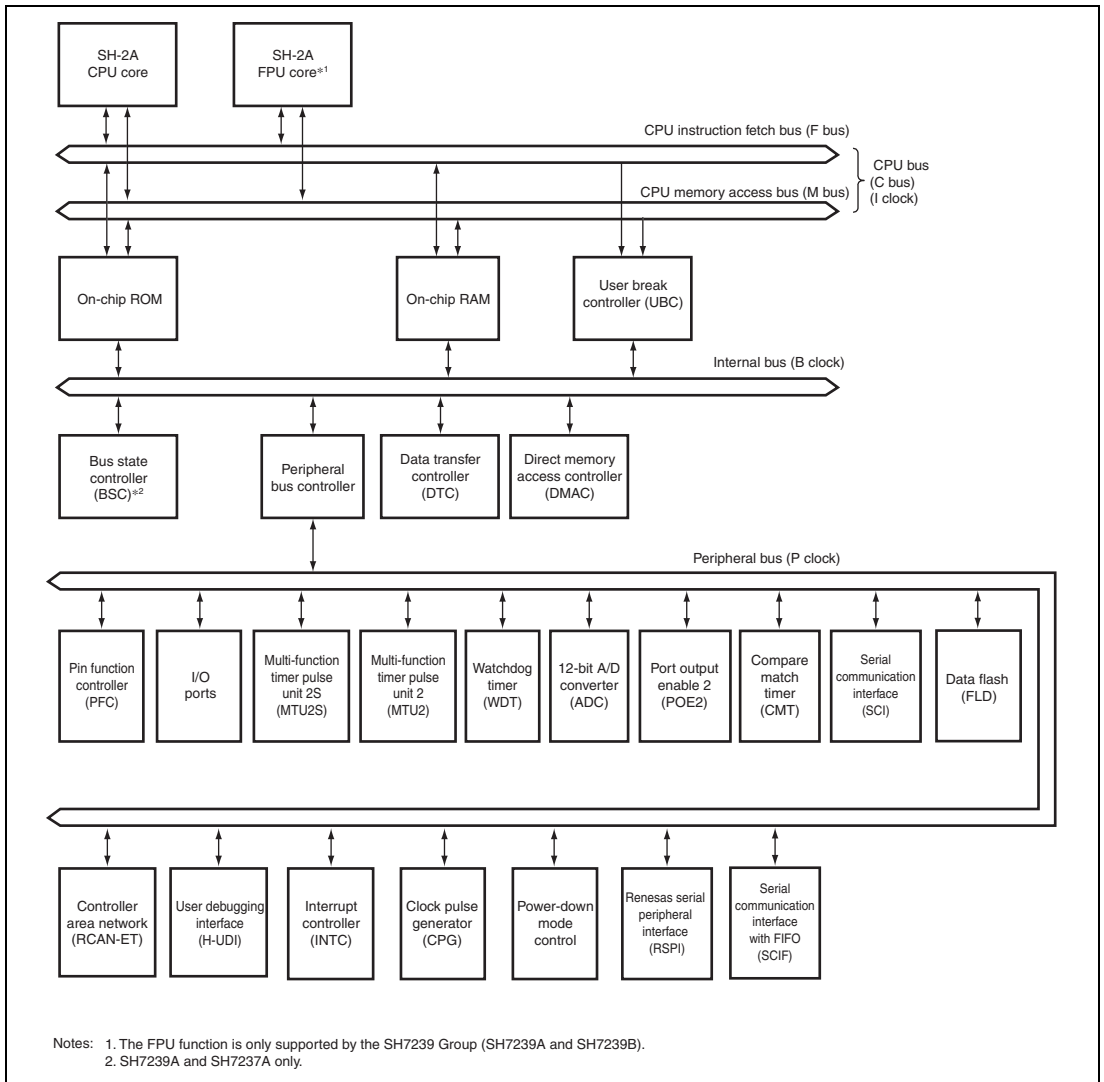 SH-2A
CPU core
SH-2A
FPU core*1
CPU instruction fetch bus (F bus)
CPU memory access bus (M bus)
CPU bus
(C bus)
(I clock)
On-chip ROM
On-chip RAM
User break
controller (UBC)
Internal bus (B clock)
Bus state
controller
(BSC)*2
Peripheral
bus controller
Data transfer
controller
(DTC)
Direct memory
access controller
(DMAC)
Peripheral bus (P clock)
Pin function
controller
(PFC)
I/O
ports
Multi-function
timer pulse
unit 2S
(MTU2S)
Multi-function
timer pulse
unit 2
(MTU2)
Watchdog
timer
(WDT)
12-bit A/D
converter
(ADC)
Port output
enable 2
(POE2)
Compare
match
timer
(CMT)
Serial
communication
interface
(SCI)
Data flash
(FLD)
Controller
area network
(RCAN-ET)
User debugging
interface
(H-UDI)
Interrupt
controller
(INTC)
Clock pulse
generator
(CPG)
Power-down
mode
control
Renesas serial
peripheral
interface
(RSPI)
Serial
communication
interface
with FIFO
(SCIF)
Notes: 1. The FPU function is only supported by the SH7239 Group (SH7239A and SH7239B).
2. SH7239A and SH7237A only.